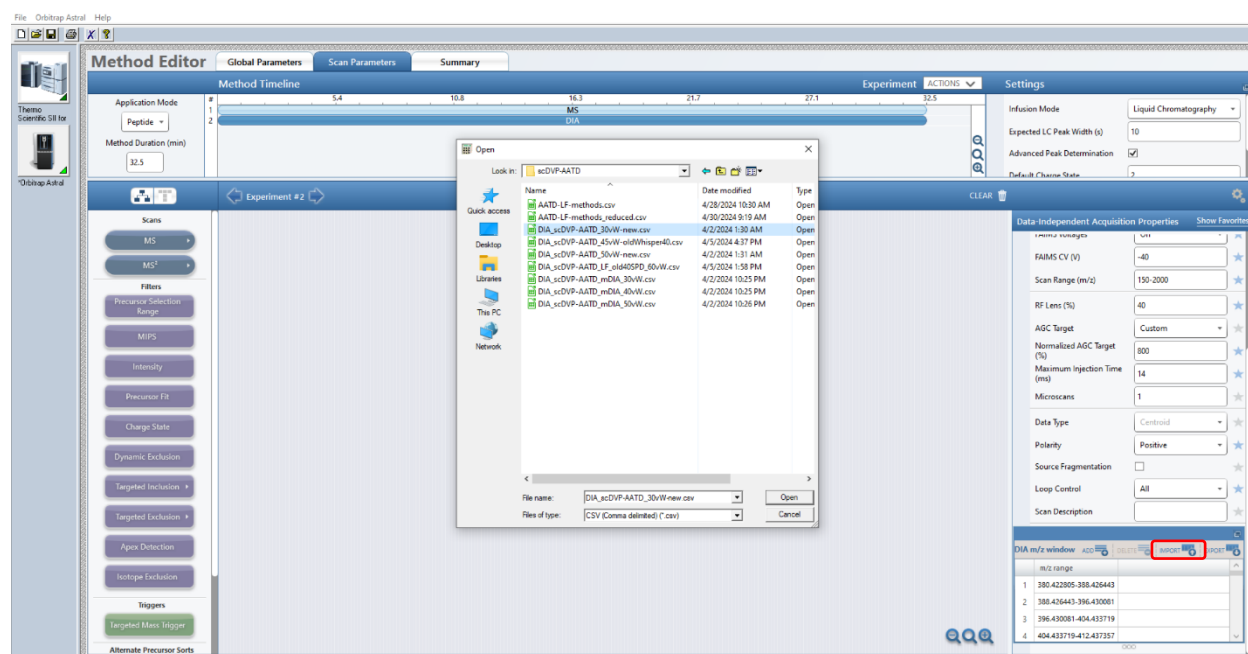 File Orbitrap Astral Help
Thermo
Scientific SII for
*Orbitrap Astral
Method Editor
Global Parameters
Scan Parameters
Summary
Method Timeline
Experiment
ACTIONS
Application Mode
Peptide
Method Duration (min)
32.5
#
5.4
10.8
16.3
21.7
27.1
32.5
1
MS
2
DIA
Settings
Infusion Mode
Liquid Chromatography
Expected LC Peak Width (s)
10
Advanced Peak Determination
Default Charge State
2
Experiment #2
CLEAR
Scans
MS
MS²
Filters
Precursor Selection
Range
MIPS
Intensity
Precursor Fit
Charge State
Dynamic Exclusion
Targeted Inclusion
Targeted Exclusion
Apex Detection
Isotope Exclusion
Triggers
Targeted Mass Trigger
Alternate Precursor Sorts
Open
Look in:
scDVP-AATD
Quick access
Desktop
Libraries
This PC
Network
Name
Date modified
Type
AATD-LF-methods.csv 4/28/2024 10:30 AM Open
AATD-LF-methods_reduced.csv 4/30/2024 9:19 AM Open
DIA_scDVP-AATD_30vW-new.csv 4/2/2024 1:30 AM Open
DIA_scDVP-AATD_45vW-oldWhisper40.csv 4/5/2024 4:37 PM Open
DIA_scDVP-AATD_50vW-new.csv 4/2/2024 1:31 AM Open
DIA_scDVP-AATD_LF_old40SPD_60vW.csv 4/5/2024 1:58 PM Open
DIA_scDVP-AATD_mDIA_30vW.csv 4/2/2024 10:25 PM Open
DIA_scDVP-AATD_mDIA_40vW.csv 4/2/2024 10:25 PM Open
DIA_scDVP-AATD_mDIA_50vW.csv 4/2/2024 10:26 PM Open
File name:
DIA_scDVP-AATD_30vW-new.csv
Open
Files of type:
CSV (Comma delimited) (*.csv)
Cancel
Data-Independent Acquisition Properties
Show Favorites
FAIMS Voltages
On
FAIMS CV (V)
-40
Scan Range (m/z)
150-2000
RF Lens (%)
40
AGC Target
Custom
Normalized AGC Target
(%)
800
Maximum Injection Time
(ms)
14
Microscans
1
Data Type
Centroid
Polarity
Positive
Source Fragmentation
Loop Control
All
Scan Description
DIA m/z window
ADD
DELETE
IMPORT
EXPORT
m/z range
1 380.422805-388.426443
2 388.426443-396.430081
3 396.430081-404.433719
4 404.433719-412.437357